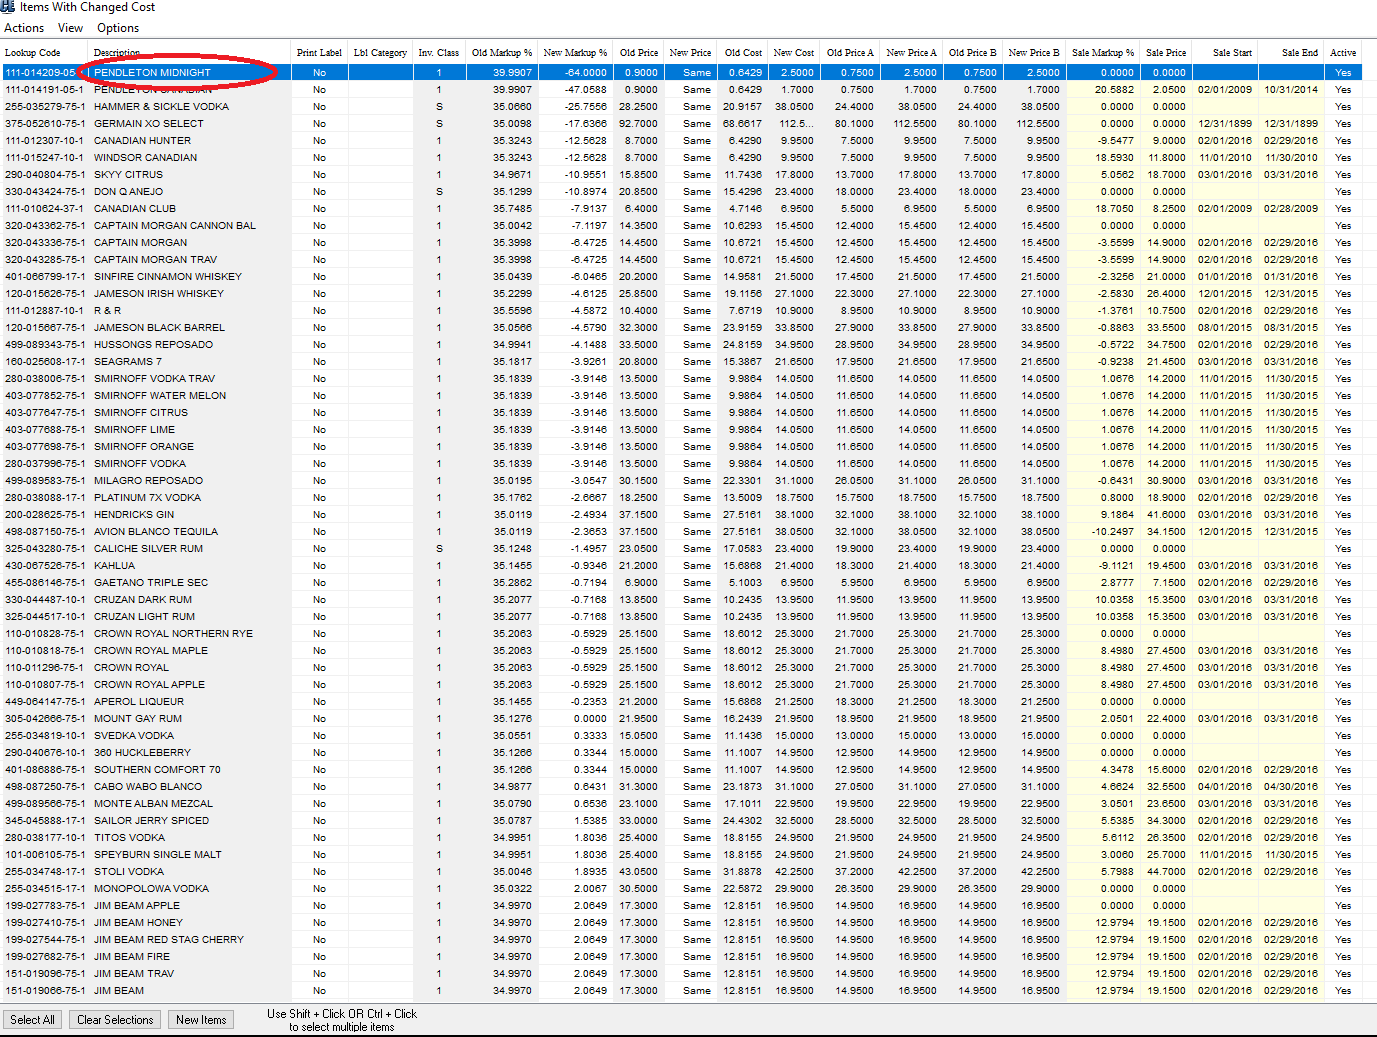 Items With Changed Cost
Actions View Options
Lookup Code Description Print Label Lbl Category Inv. Class Old Markup % New Markup % Old Price New Price Old Cost New Cost Old Price A New Price A Old Price B New Price B Sale Markup % Sale Price Sale Start Sale End Active
111-014209-05- PENDLETON MIDNIGHT No 1 39.9907 -64.0000 0.9000 Same 0.6429 2.5000 0.7500 2.5000 0.7500 2.5000 0.0000 0.0000 Yes
111-014191-05-1 PENDLETON CANADIAN No 1 39.9907 -47.0588 0.9000 Same 0.6429 1.7000 0.7500 1.7000 0.7500 1.7000 20.5882 2.0500 02/01/2009 10/31/2014 Yes
255-035279-75-1 HAMMER & SICKLE VODKA No S 35.0660 -25.7556 28.2500 Same 20.9157 38.0500 24.4000 38.0500 24.4000 38.0500 0.0000 0.0000 Yes
375-052610-75-1 GERMAIN XO SELECT No S 35.0098 -17.6366 92.7000 Same 68.6617 112.5... 80.1000 112.5500 80.1000 112.5500 0.0000 0.0000 12/31/1899 12/31/1899 Yes
111-012307-10-1 CANADIAN HUNTER No 1 35.3243 -12.5628 8.7000 Same 6.4290 9.9500 7.5000 9.9500 7.5000 9.9500 -9.5477 9.0000 02/01/2016 02/29/2016 Yes
111-015247-10-1 WINDSOR CANADIAN No 1 35.3243 -12.5628 8.7000 Same 6.4290 9.9500 7.5000 9.9500 7.5000 9.9500 18.5930 11.8000 11/01/2010 11/30/2010 Yes
290-040804-75-1 SKYY CITRUS No 1 34.9671 -10.9551 15.8500 Same 11.7436 17.8000 13.7000 17.8000 13.7000 17.8000 5.0562 18.7000 03/01/2016 03/31/2016 Yes
330-043424-75-1 DON Q ANEJO No S 35.1299 -10.8974 20.8500 Same 15.4296 23.4000 18.0000 23.4000 18.0000 23.4000 0.0000 0.0000 Yes
111-010624-37-1 CANADIAN CLUB No 1 35.7485 -7.9137 6.4000 Same 4.7146 6.9500 5.5000 6.9500 5.5000 6.9500 18.7050 8.2500 02/01/2009 02/28/2009 Yes
320-043362-75-1 CAPTAIN MORGAN CANNON BAL No 1 35.0042 -7.1197 14.3500 Same 10.6293 15.4500 12.4000 15.4500 12.4000 15.4500 0.0000 0.0000 Yes
320-043336-75-1 CAPTAIN MORGAN No 1 35.3998 -6.4725 14.4500 Same 10.6721 15.4500 12.4500 15.4500 12.4500 15.4500 -3.5599 14.9000 02/01/2016 02/29/2016 Yes
320-043285-75-1 CAPTAIN MORGAN TRAV No 1 35.3998 -6.4725 14.4500 Same 10.6721 15.4500 12.4500 15.4500 12.4500 15.4500 -3.5599 14.9000 02/01/2016 02/29/2016 Yes
401-066799-17-1 SINFIRE CINNAMON WHISKEY No 1 35.0439 -6.0465 20.2000 Same 14.9581 21.5000 17.4500 21.5000 17.4500 21.5000 -2.3256 21.0000 01/01/2016 01/31/2016 Yes
120-015626-75-1 JAMESON IRISH WHISKEY No 1 35.2299 -4.6125 25.8500 Same 19.1156 27.1000 22.3000 27.1000 22.3000 27.1000 -2.5830 26.4000 12/01/2015 12/31/2015 Yes
111-012887-10-1 R & R No 1 35.5596 -4.5872 10.4000 Same 7.6719 10.9000 8.9500 10.9000 8.9500 10.9000 -1.3761 10.7500 02/01/2016 02/29/2016 Yes
120-015667-75-1 JAMESON BLACK BARREL No 1 35.0566 -4.5790 32.3000 Same 23.9159 33.8500 27.9000 33.8500 27.9000 33.8500 -0.8863 33.5500 08/01/2015 08/31/2015 Yes
499-089343-75-1 HUSSONGS REPOSADO No 1 34.9941 -4.1488 33.5000 Same 24.8159 34.9500 28.9500 34.9500 28.9500 34.9500 -0.5722 34.7500 02/01/2016 02/29/2016 Yes
160-025608-17-1 SEAGRAMS 7 No 1 35.1817 -3.9261 20.8000 Same 15.3867 21.6500 17.9500 21.6500 17.9500 21.6500 -0.9238 21.4500 03/01/2016 03/31/2016 Yes
280-038006-75-1 SMIRNOFF VODKA TRAV No 1 35.1839 -3.9146 13.5000 Same 9.9864 14.0500 11.6500 14.0500 11.6500 14.0500 1.0676 14.2000 11/01/2015 11/30/2015 Yes
403-077852-75-1 SMIRNOFF WATER MELON No 1 35.1839 -3.9146 13.5000 Same 9.9864 14.0500 11.6500 14.0500 11.6500 14.0500 1.0676 14.2000 11/01/2015 11/30/2015 Yes
403-077647-75-1 SMIRNOFF CITRUS No 1 35.1839 -3.9146 13.5000 Same 9.9864 14.0500 11.6500 14.0500 11.6500 14.0500 1.0676 14.2000 11/01/2015 11/30/2015 Yes
403-077688-75-1 SMIRNOFF LIME No 1 35.1839 -3.9146 13.5000 Same 9.9864 14.0500 11.6500 14.0500 11.6500 14.0500 1.0676 14.2000 11/01/2015 11/30/2015 Yes
403-077698-75-1 SMIRNOFF ORANGE No 1 35.1839 -3.9146 13.5000 Same 9.9864 14.0500 11.6500 14.0500 11.6500 14.0500 1.0676 14.2000 11/01/2015 11/30/2015 Yes
280-037996-75-1 SMIRNOFF VODKA No 1 35.1839 -3.9146 13.5000 Same 9.9864 14.0500 11.6500 14.0500 11.6500 14.0500 1.0676 14.2000 11/01/2015 11/30/2015 Yes
499-089583-75-1 MILAGRO REPOSADO No 1 35.0195 -3.0547 30.1500 Same 22.3301 31.1000 26.0500 31.1000 26.0500 31.1000 -0.6431 30.9000 03/01/2016 03/31/2016 Yes
280-038088-17-1 PLATINUM 7X VODKA No 1 35.1762 -2.6667 18.2500 Same 13.5009 18.7500 15.7500 18.7500 15.7500 18.7500 0.8000 18.9000 02/01/2016 02/29/2016 Yes
200-028625-75-1 HENDRICKS GIN No 1 35.0119 -2.4934 37.1500 Same 27.5161 38.1000 32.1000 38.1000 32.1000 38.1000 9.1864 41.6000 03/01/2016 03/31/2016 Yes
498-087150-75-1 AVION BLANCO TEQUILA No 1 35.0119 -2.3653 37.1500 Same 27.5161 38.0500 32.1000 38.0500 32.1000 38.0500 -10.2497 34.1500 12/01/2015 12/31/2015 Yes
325-043280-75-1 CALICHE SILVER RUM No S 35.1248 -1.4957 23.0500 Same 17.0583 23.4000 19.9000 23.4000 19.9000 23.4000 0.0000 0.0000 Yes
430-067526-75-1 KAHLUA No 1 35.1455 -0.9346 21.2000 Same 15.6868 21.4000 18.3000 21.4000 18.3000 21.4000 -9.1121 19.4500 03/01/2016 03/31/2016 Yes
455-086146-75-1 GAETANO TRIPLE SEC No 1 35.2862 -0.7194 6.9000 Same 5.1003 6.9500 5.9500 6.9500 5.9500 6.9500 2.8777 7.1500 02/01/2016 02/29/2016 Yes
330-044487-10-1 CRUZAN DARK RUM No 1 35.2077 -0.7168 13.8500 Same 10.2435 13.9500 11.9500 13.9500 11.9500 13.9500 10.0358 15.3500 03/01/2016 03/31/2016 Yes
325-044517-10-1 CRUZAN LIGHT RUM No 1 35.2077 -0.7168 13.8500 Same 10.2435 13.9500 11.9500 13.9500 11.9500 13.9500 10.0358 15.3500 03/01/2016 03/31/2016 Yes
110-010828-75-1 CROWN ROYAL NORTHERN RYE No 1 35.2063 -0.5929 25.1500 Same 18.6012 25.3000 21.7000 25.3000 21.7000 25.3000 0.0000 0.0000 Yes
110-010818-75-1 CROWN ROYAL MAPLE No 1 35.2063 -0.5929 25.1500 Same 18.6012 25.3000 21.7000 25.3000 21.7000 25.3000 8.4980 27.4500 03/01/2016 03/31/2016 Yes
110-011296-75-1 CROWN ROYAL No 1 35.2063 -0.5929 25.1500 Same 18.6012 25.3000 21.7000 25.3000 21.7000 25.3000 8.4980 27.4500 03/01/2016 03/31/2016 Yes
110-010807-75-1 CROWN ROYAL APPLE No 1 35.2063 -0.5929 25.1500 Same 18.6012 25.3000 21.7000 25.3000 21.7000 25.3000 8.4980 27.4500 03/01/2016 03/31/2016 Yes
449-064147-75-1 APEROL LIQUEUR No 1 35.1455 -0.2353 21.2000 Same 15.6868 21.2500 18.3000 21.2500 18.3000 21.2500 0.0000 0.0000 Yes
305-042666-75-1 MOUNT GAY RUM No 1 35.1276 0.0000 21.9500 Same 16.2439 21.9500 18.9500 21.9500 18.9500 21.9500 2.0501 22.4000 03/01/2016 03/31/2016 Yes
255-034819-10-1 SVEDKA VODKA No 1 35.0551 0.3333 15.0500 Same 11.1436 15.0000 13.0000 15.0000 13.0000 15.0000 0.0000 0.0000 Yes
290-040676-10-1 360 HUCKLEBERRY No 1 35.1266 0.3344 15.0000 Same 11.1007 14.9500 12.9500 14.9500 12.9500 14.9500 0.0000 0.0000 Yes
401-086886-75-1 SOUTHERN COMFORT 70 No 1 35.1266 0.3344 15.0000 Same 11.1007 14.9500 12.9500 14.9500 12.9500 14.9500 4.3478 15.6000 02/01/2016 02/29/2016 Yes
498-087250-75-1 CABO WABO BLANCO No 1 34.9877 0.6431 31.3000 Same 23.1873 31.1000 27.0500 31.1000 27.0500 31.1000 4.6624 32.5500 04/01/2016 04/30/2016 Yes
499-089566-75-1 MONTE ALBAN MEZCAL No 1 35.0790 0.6536 23.1000 Same 17.1011 22.9500 19.9500 22.9500 19.9500 22.9500 3.0501 23.6500 03/01/2016 03/31/2016 Yes
345-045888-17-1 SAILOR JERRY SPICED No 1 35.0787 1.5385 33.0000 Same 24.4302 32.5000 28.5000 32.5000 28.5000 32.5000 5.5385 34.3000 02/01/2016 02/29/2016 Yes
280-038177-10-1 TITOS VODKA No 1 34.9951 1.8036 25.4000 Same 18.8155 24.9500 21.9500 24.9500 21.9500 24.9500 5.6112 26.3500 02/01/2016 02/29/2016 Yes
101-006105-75-1 SPEYBURN SINGLE MALT No 1 34.9951 1.8036 25.4000 Same 18.8155 24.9500 21.9500 24.9500 21.9500 24.9500 3.0060 25.7000 11/01/2015 11/30/2015 Yes
255-034748-17-1 STOLI VODKA No 1 35.0046 1.8935 43.0500 Same 31.8878 42.2500 37.2000 42.2500 37.2000 42.2500 5.7988 44.7000 02/01/2016 02/29/2016 Yes
255-034515-17-1 MONOPOLOWA VODKA No 1 35.0322 2.0067 30.5000 Same 22.5872 29.9000 26.3500 29.9000 26.3500 29.9000 0.0000 0.0000 Yes
199-027783-75-1 JIM BEAM APPLE No 1 34.9970 2.0649 17.3000 Same 12.8151 16.9500 14.9500 16.9500 14.9500 16.9500 0.0000 0.0000 Yes
199-027410-75-1 JIM BEAM HONEY No 1 34.9970 2.0649 17.3000 Same 12.8151 16.9500 14.9500 16.9500 14.9500 16.9500 12.9794 19.1500 02/01/2016 02/29/2016 Yes
199-027544-75-1 JIM BEAM RED STAG CHERRY No 1 34.9970 2.0649 17.3000 Same 12.8151 16.9500 14.9500 16.9500 14.9500 16.9500 12.9794 19.1500 02/01/2016 02/29/2016 Yes
199-027682-75-1 JIM BEAM FIRE No 1 34.9970 2.0649 17.3000 Same 12.8151 16.9500 14.9500 16.9500 14.9500 16.9500 12.9794 19.1500 02/01/2016 02/29/2016 Yes
151-019096-75-1 JIM BEAM TRAV No 1 34.9970 2.0649 17.3000 Same 12.8151 16.9500 14.9500 16.9500 14.9500 16.9500 12.9794 19.1500 02/01/2016 02/29/2016 Yes
151-019066-75-1 JIM BEAM No 1 34.9970 2.0649 17.3000 Same 12.8151 16.9500 14.9500 16.9500 14.9500 16.9500 12.9794 19.1500 02/01/2016 02/29/2016 Yes
Select All Clear Selections New Items Use Shift + Click OR Ctrl + Click
to select multiple items